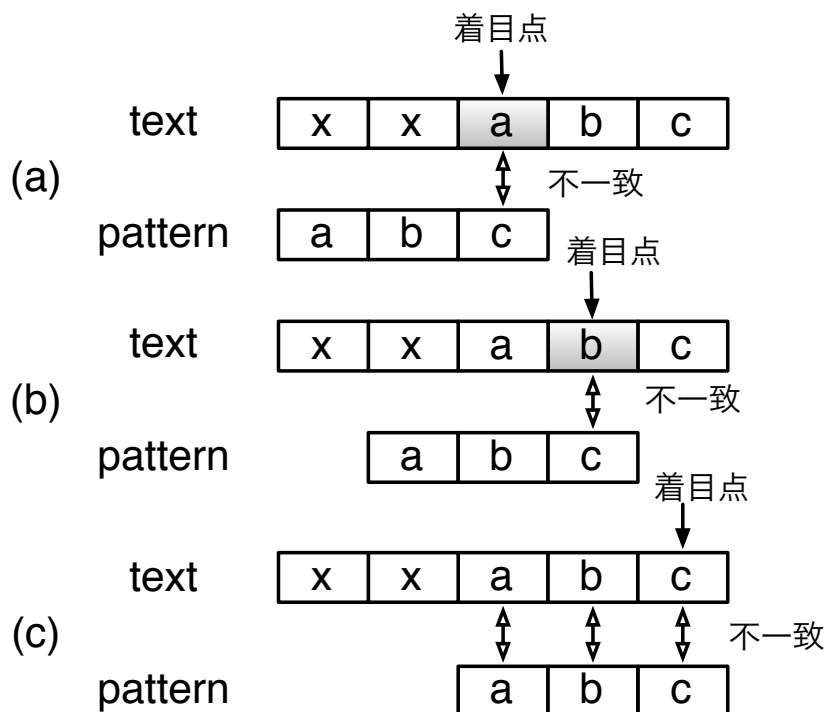 着目点
text x x a b c
(a) 不一致
pattern a b c
着目点
text x x a b c
(b) 不一致
pattern a b c
着目点
text x x a b c
(c) 不一致
pattern a b c